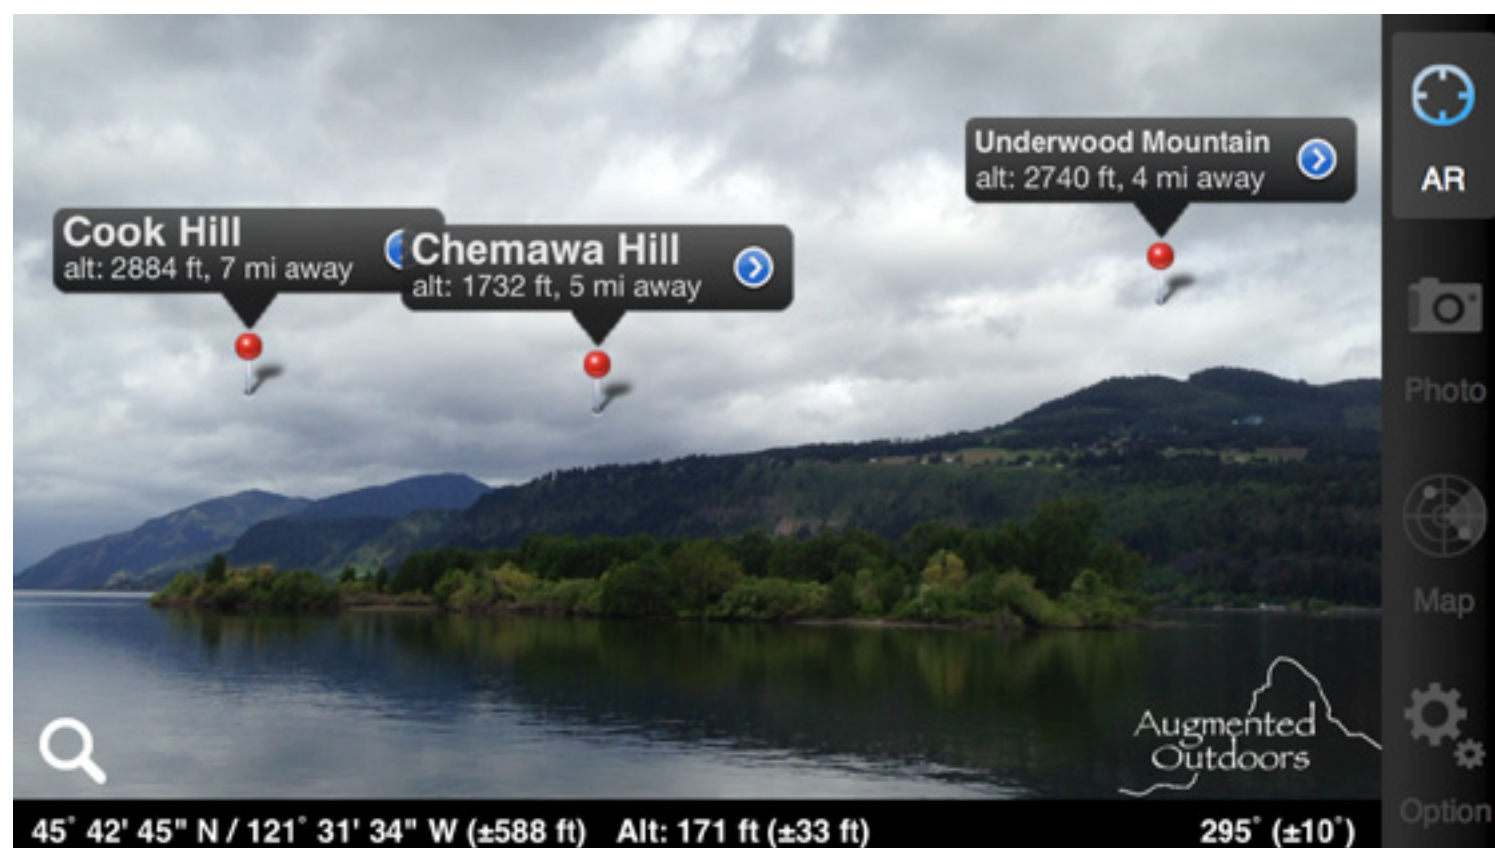 Underwood Mountain
alt: 2740 ft, 4 mi away
Cook Hill
alt: 2884 ft, 7 mi away
Chemawa Hill
alt: 1732 ft, 5 mi away
AR
Photo
Map
Option
Augmented
Outdoors
45° 42' 45" N / 121° 31' 34" W (±588 ft) Alt: 171 ft (±33 ft) 295° (±10°)